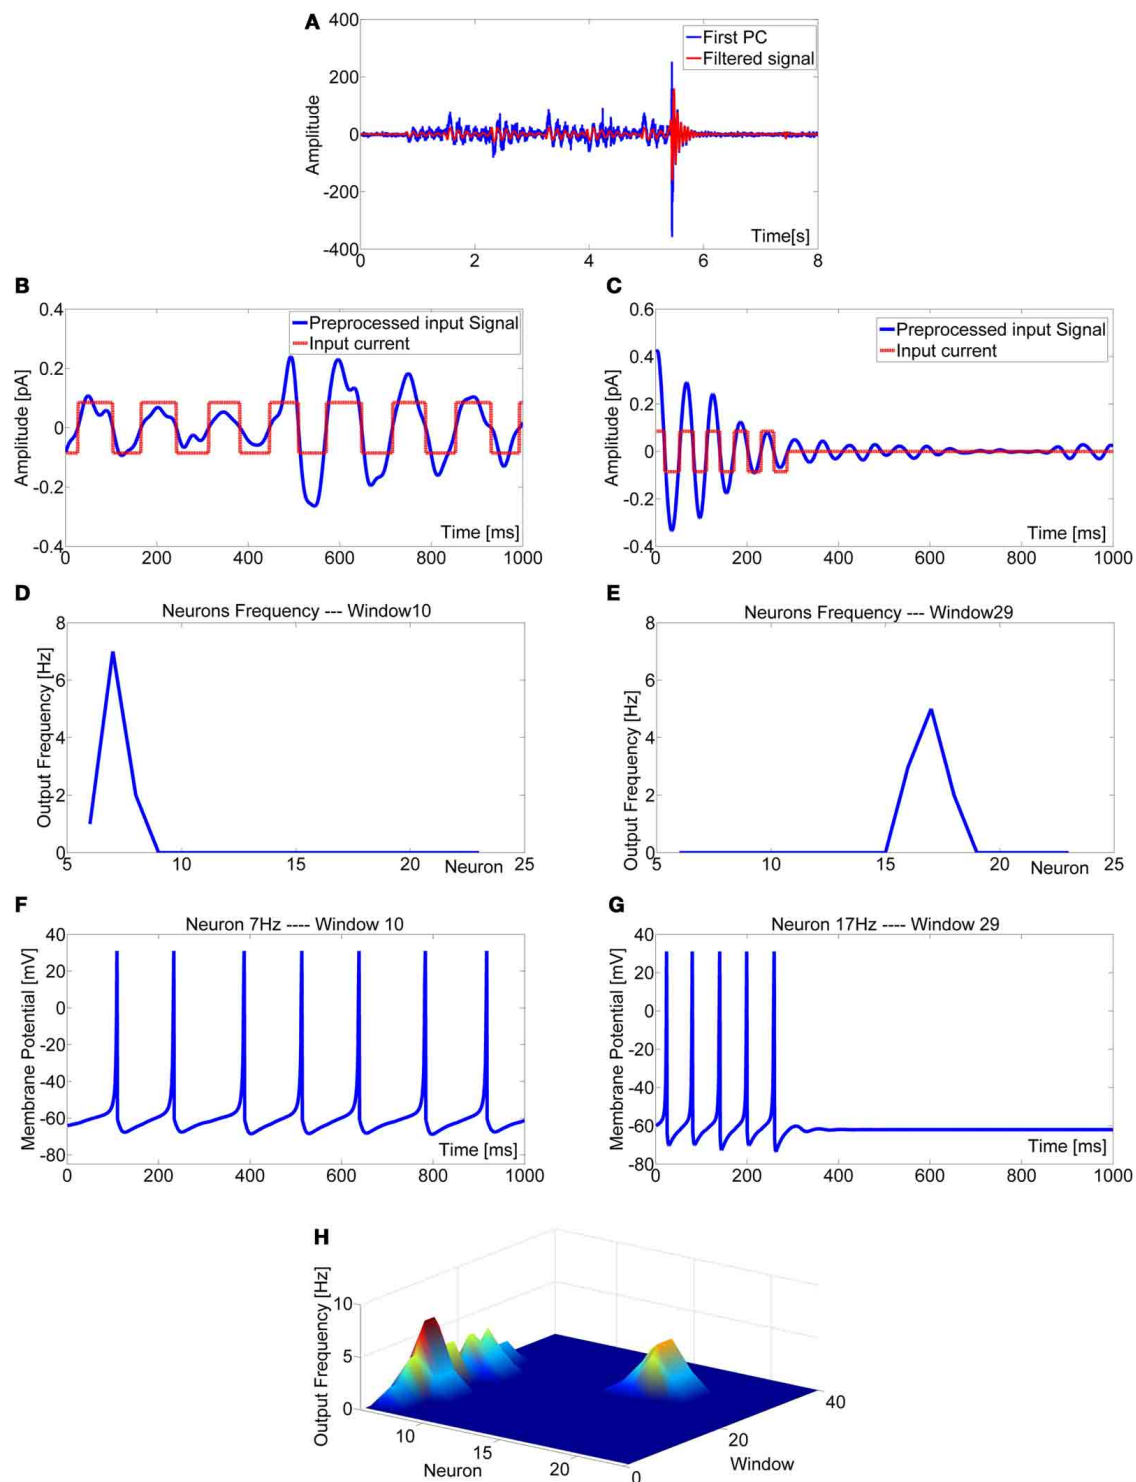 A
400
200
0
-200
-400
Amplitude
First PC
Filtered signal
Time[s]
0 2 4 6 8
B
0.4
0.2
0
-0.2
-0.4
Amplitude [pA]
Preprocessed input Signal
Input current
Time [ms]
0 200 400 600 800 1000
C
0.6
0.4
0.2
0
-0.2
-0.4
Amplitude [pA]
Preprocessed input Signal
Input current
Time [ms]
0 200 400 600 800 1000
D
Neurons Frequency --- Window10
8
6
4
2
0
Output Frequency [Hz]
Neuron
5 10 15 20 25
E
Neurons Frequency --- Window29
8
6
4
2
0
Output Frequency [Hz]
Neuron
5 10 15 20 25
F
Neuron 7Hz ---- Window 10
40
20
0
-20
-40
-60
-80
Membrane Potential [mV]
Time [ms]
0 200 400 600 800 1000
G
Neuron 17Hz ---- Window 29
40
20
0
-20
-40
-60
-80
Membrane Potential [mV]
Time [ms]
0 200 400 600 800 1000
H
10
5
0
Output Frequency [Hz]
10
15
20
Neuron
0
20
40
Window